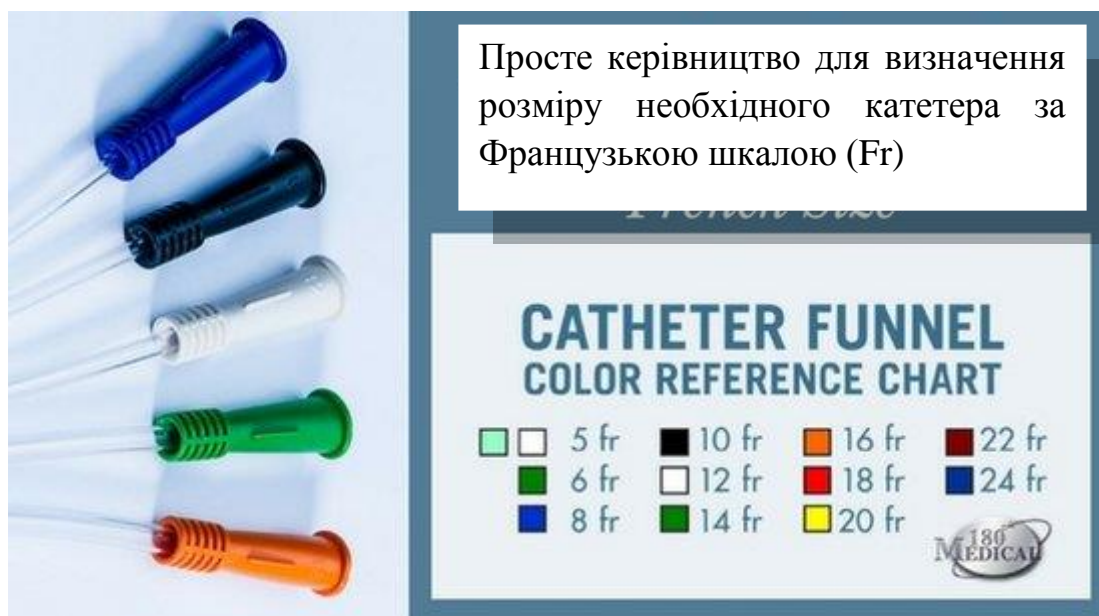 Просте керівництво для визначення
розміру необхідного катетера за
Французькою шкалою (Fr)
French Size
CATHETER FUNNEL
COLOR REFERENCE CHART
5 fr 10 fr 16 fr 22 fr
6 fr 12 fr 18 fr 24 fr
8 fr 14 fr 20 fr
180
MEDICAL